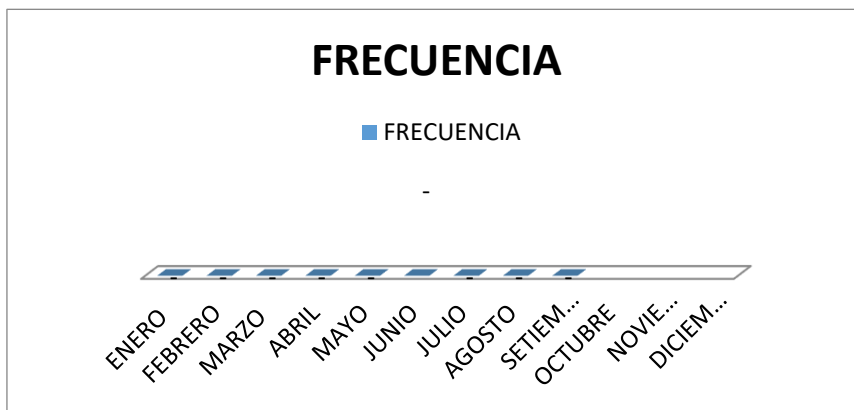 FRECUENCIA
FRECUENCIA
-
ENERO
FEBRERO
MARZO
ABRIL
MAYO
JUNIO
JULIO
AGOSTO
SETIEM...
OCTUBRE
NOVIE...
DICIEM...